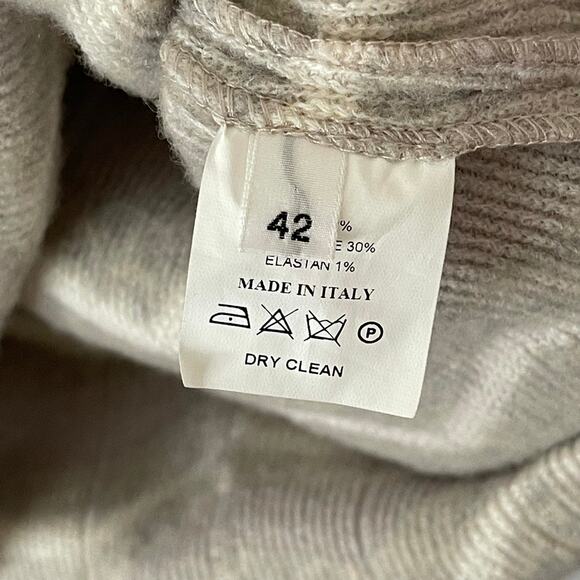 42
%
E 30%
ELASTAN 1%
MADE IN ITALY
P
DRY CLEAN